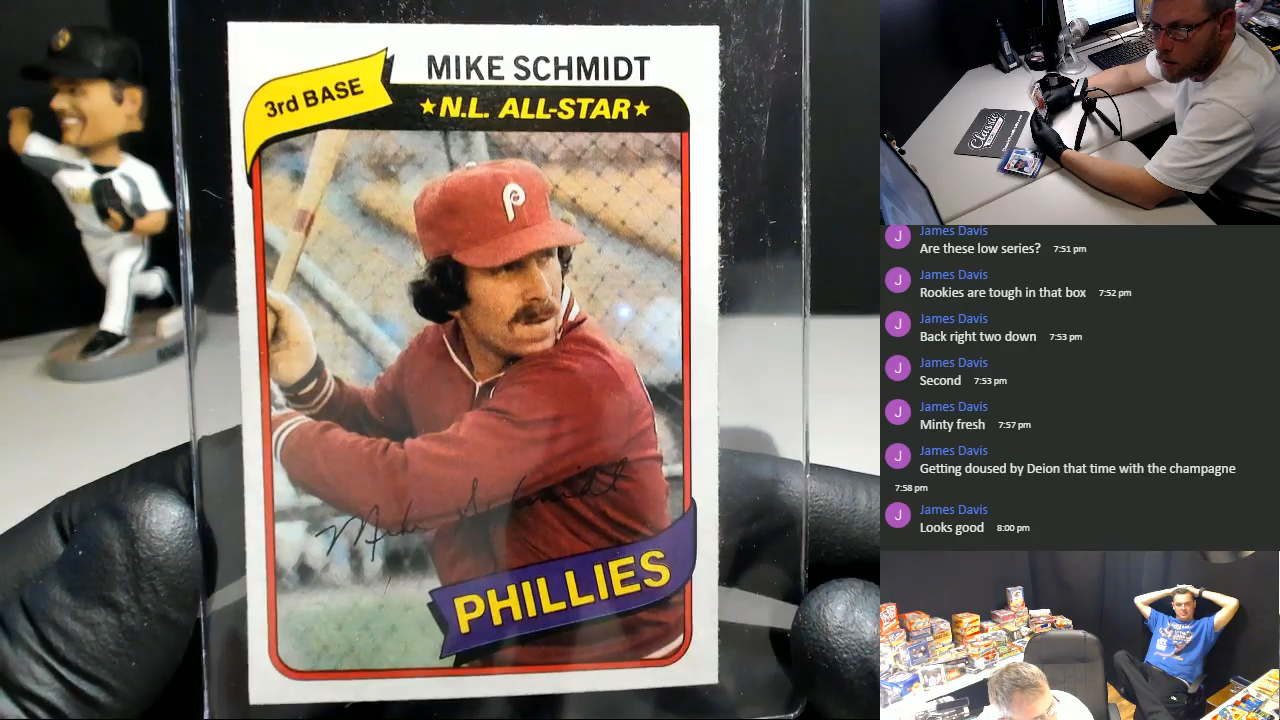 MIKE SCHMIDT
3rd BASE
★N.L. ALL-STAR★
P
Mike Schmidt
PHILLIES
Classic
J
James Davis
Are these low series? 7:51 pm
J
James Davis
Rookies are tough in that box 7:52 pm
J
James Davis
Back right two down 7:53 pm
J
James Davis
Second 7:53 pm
J
James Davis
Minty fresh 7:57 pm
J
James Davis
Getting doused by Deion that time with the champagne
7:58 pm
J
James Davis
Looks good 8:00 pm